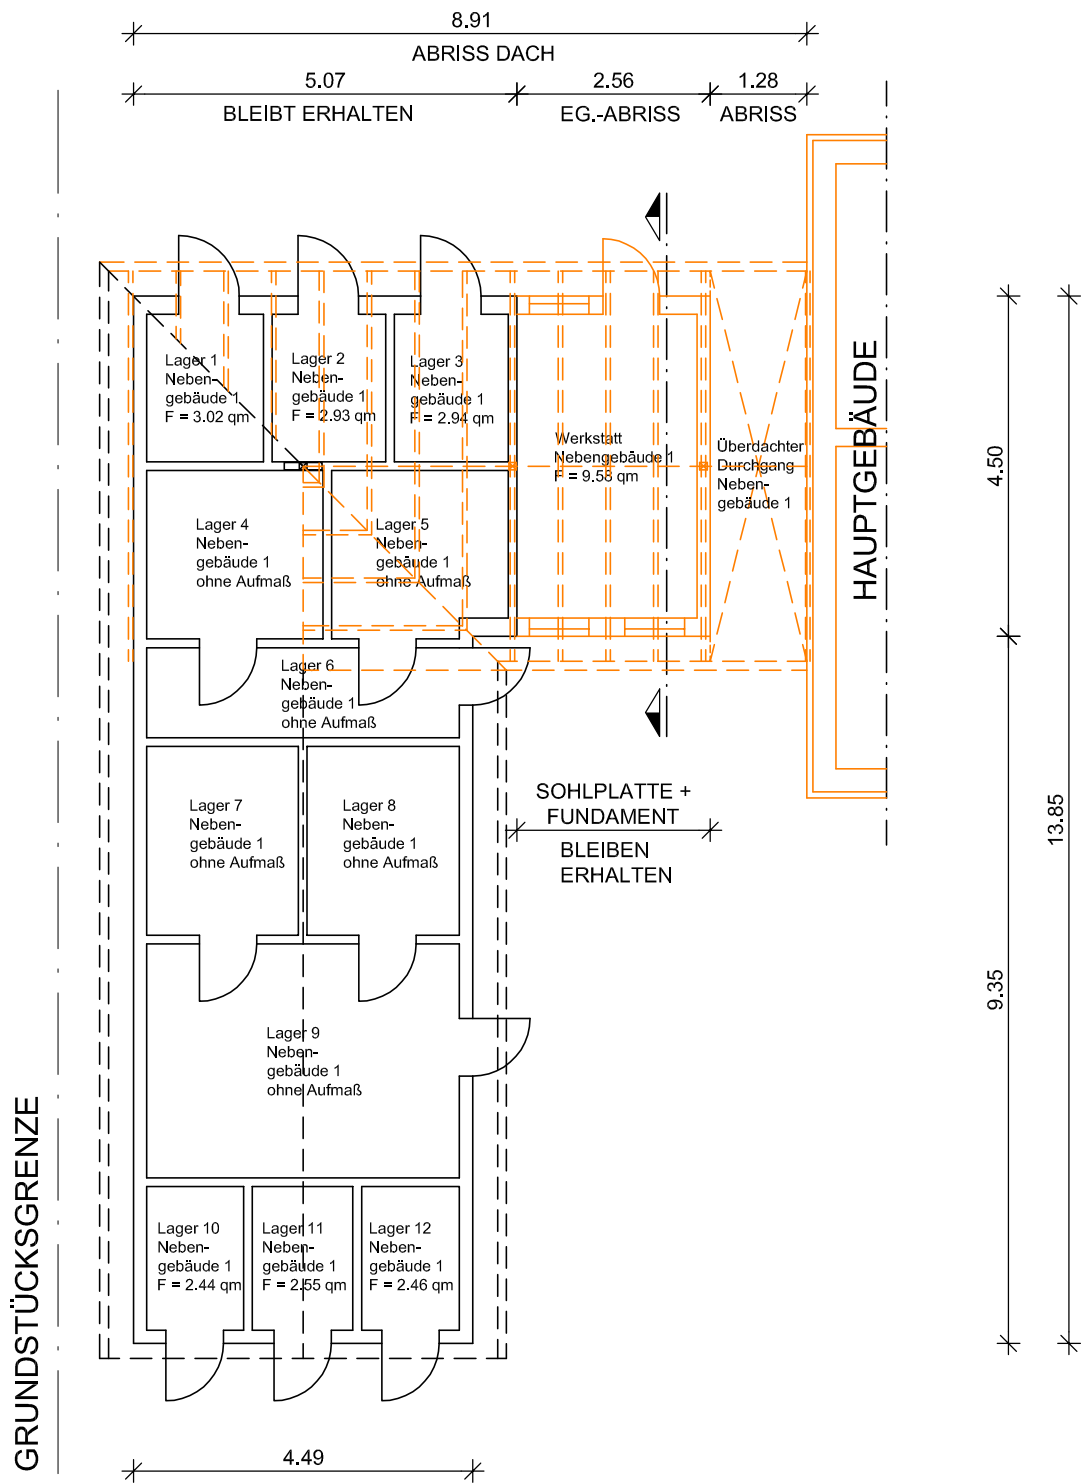 8.91
ABRISS DACH
5.07
2.56
1.28
BLEIBT ERHALTEN
EG.-ABRISS
ABRISS
Lager 1
Neben-
gebäude 1
F = 3.02 qm
Lager 2
Neben-
gebäude 1
F = 2.93 qm
Lager 3
Neben-
gebäude 1
F = 2.94 qm
Werkstatt
Nebengebäude 1
F = 9.58 qm
Überdachter
Durchgang
Neben-
gebäude 1
HAUPTGEBÄUDE
4.50
13.85
9.35
Lager 4
Neben-
gebäude 1
ohne Aufmaß
Lager 5
Neben-
gebäude 1
ohne Aufmaß
Lager 6
Neben-
gebäude 1
ohne Aufmaß
Lager 7
Neben-
gebäude 1
ohne Aufmaß
Lager 8
Neben-
gebäude 1
ohne Aufmaß
SOHLPLATTE +
FUNDAMENT
BLEIBEN
ERHALTEN
Lager 9
Neben-
gebäude 1
ohne Aufmaß
Lager 10
Neben-
gebäude 1
F = 2.44 qm
Lager 11
Neben-
gebäude 1
F = 2.55 qm
Lager 12
Neben-
gebäude 1
F = 2.46 qm
GRUNDSTÜCKSGRENZE
4.49